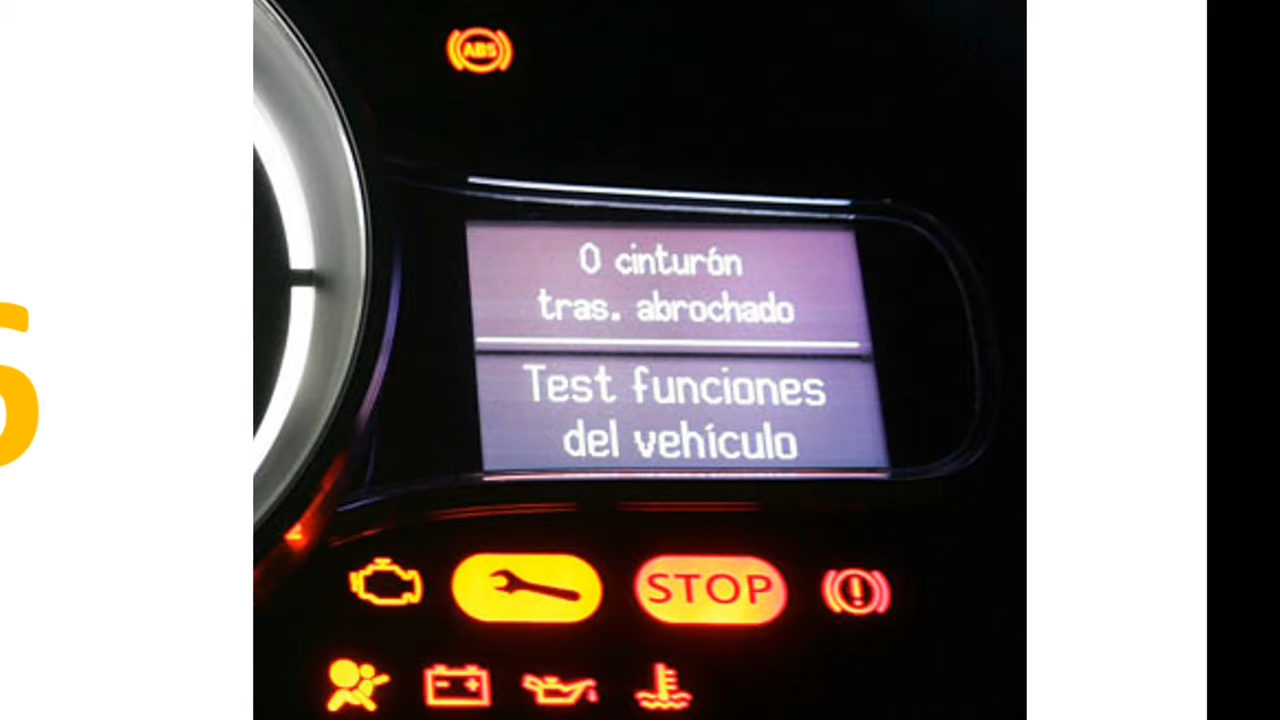 ABS
0 cinturón
tras. abrochado
Test funciones
del vehículo
STOP